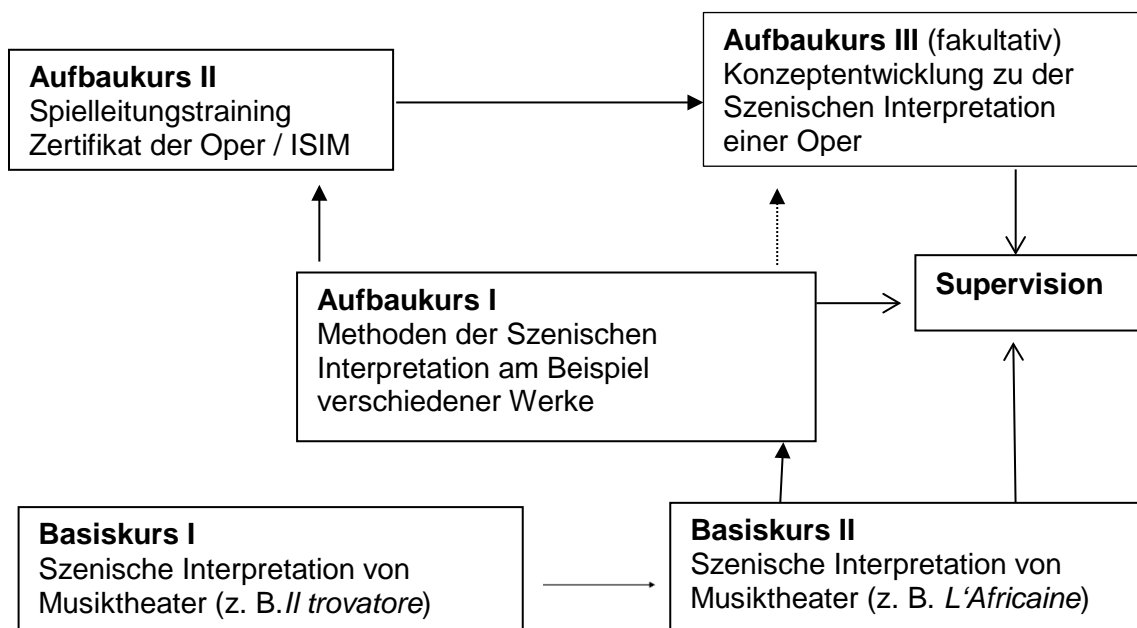 Aufbaukurs II
Spielleitungstraining
Zertifikat der Oper / ISIM
Aufbaukurs III (fakultativ)
Konzeptentwicklung zu der
Szenischen Interpretation
einer Oper
Aufbaukurs I
Methoden der Szenischen
Interpretation am Beispiel
verschiedener Werke
Supervision
Basiskurs I
Szenische Interpretation von
Musiktheater (z. B.Il trovatore)
Basiskurs II
Szenische Interpretation von
Musiktheater (z. B. L‘Africaine)